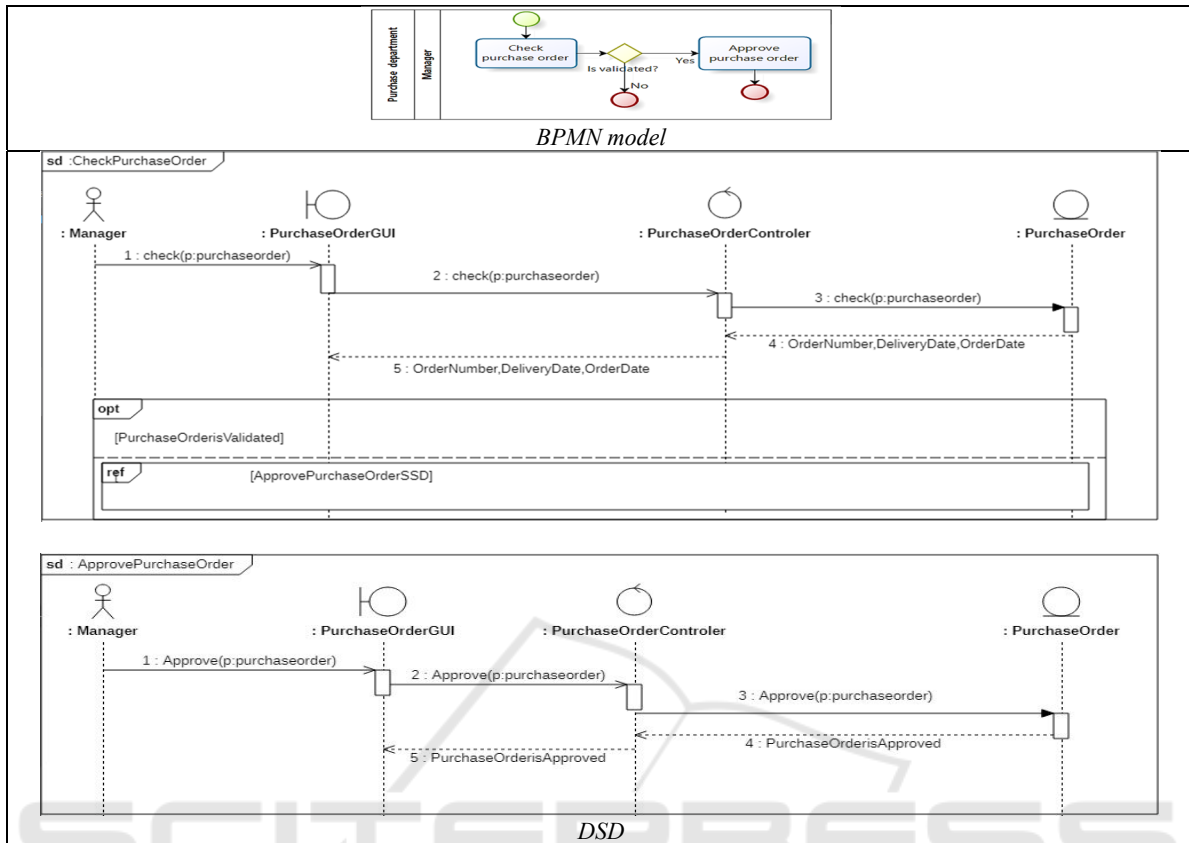 Purchase department
Manager
Check
purchase order
Is validated?
Yes
No
Approve
purchase order
BPMN model
sd :CheckPurchaseOrder
: Manager
: PurchaseOrderGUI
: PurchaseOrderControler
: PurchaseOrder
1 : check(p:purchaseorder)
2 : check(p:purchaseorder)
3 : check(p:purchaseorder)
4 : OrderNumber,DeliveryDate,OrderDate
5 : OrderNumber,DeliveryDate,OrderDate
opt
[PurchaseOrderisValidated]
ref
[ApprovePurchaseOrderSSD]
sd : ApprovePurchaseOrder
: Manager
: PurchaseOrderGUI
: PurchaseOrderControler
: PurchaseOrder
1 : Approve(p:purchaseorder)
2 : Approve(p:purchaseorder)
3 : Approve(p:purchaseorder)
4 : PurchaseOrderisApproved
5 : PurchaseOrderisApproved
DSD